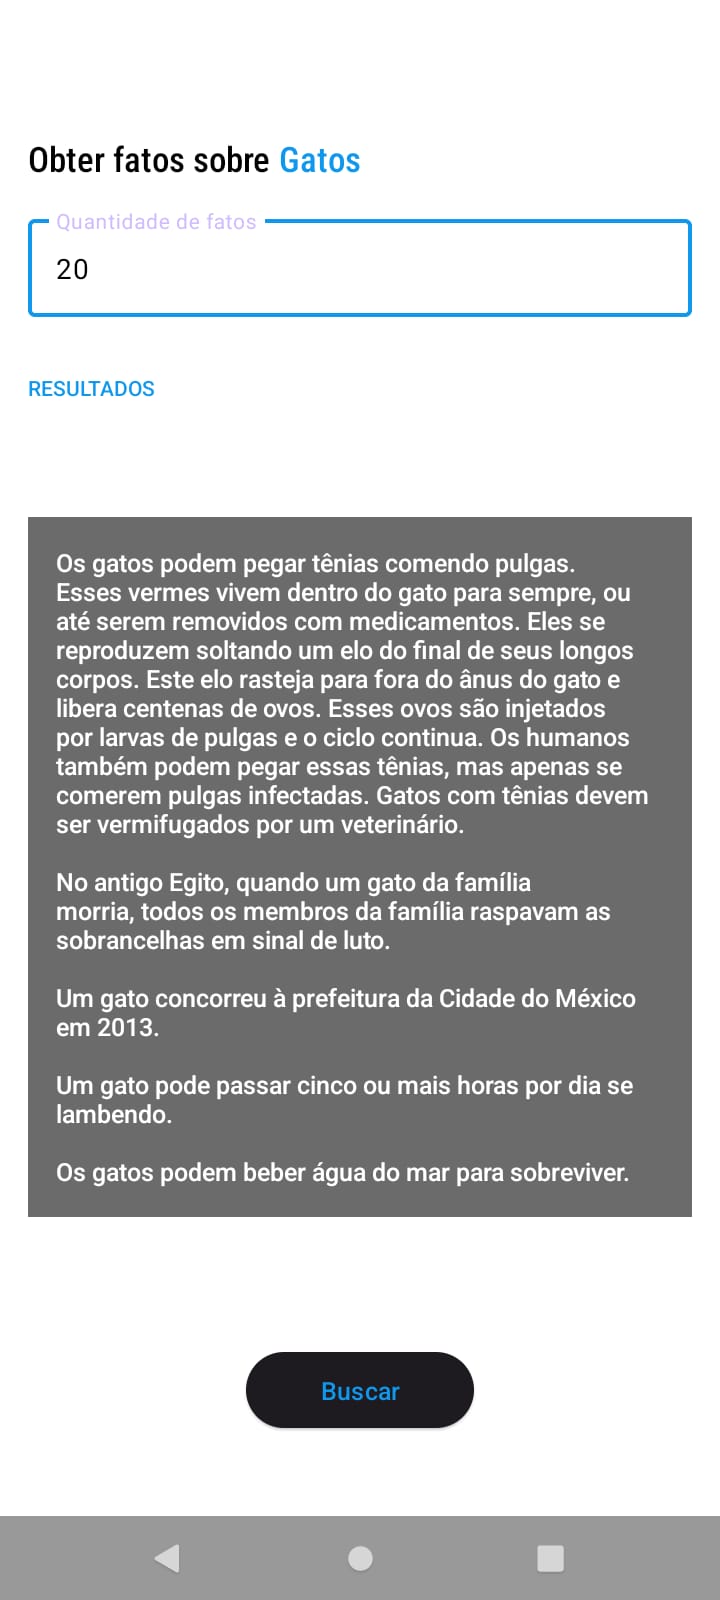 Obter fatos sobre Gatos
Quantidade de fatos
20
RESULTADOS
Os gatos podem pegar tênias comendo pulgas.
Esses vermes vivem dentro do gato para sempre, ou
até serem removidos com medicamentos. Eles se
reproduzem soltando um elo do final de seus longos
corpos. Este elo rasteja para fora do ânus do gato e
libera centenas de ovos. Esses ovos são injetados
por larvas de pulgas e o ciclo continua. Os humanos
também podem pegar essas tênias, mas apenas se
comerem pulgas infectadas. Gatos com tênias devem
ser vermifugados por um veterinário.
No antigo Egito, quando um gato da família
morria, todos os membros da família raspavam as
sobrancelhas em sinal de luto.
Um gato concorreu à prefeitura da Cidade do México
em 2013.
Um gato pode passar cinco ou mais horas por dia se
lambendo.
Os gatos podem beber água do mar para sobreviver.
Buscar